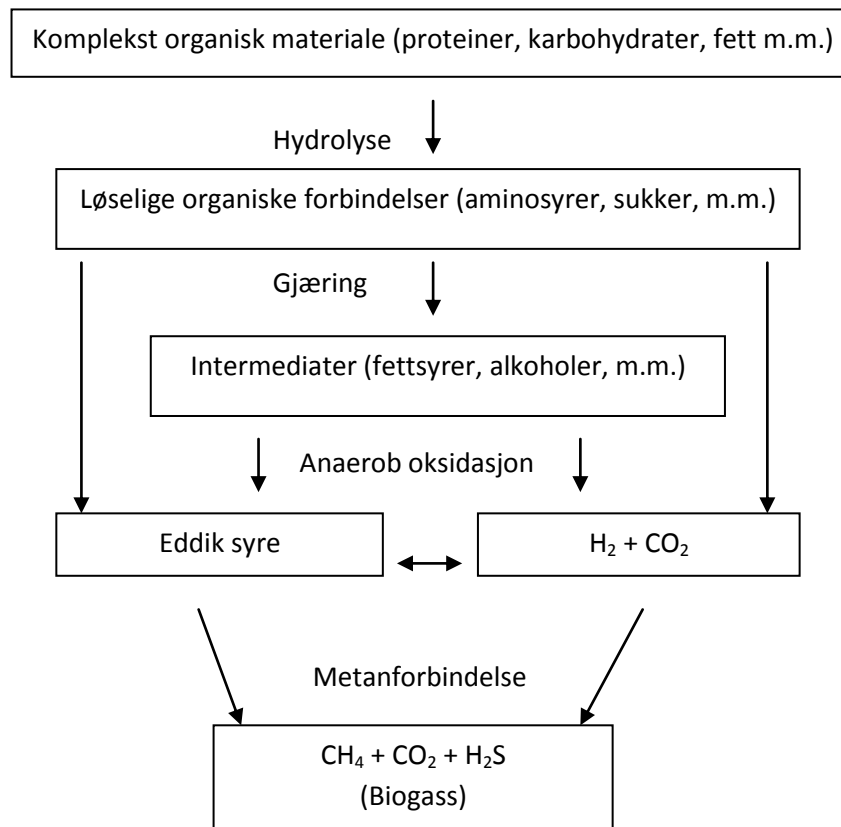 Komplekst organisk materiale (proteiner, karbohydrater, fett m.m.)
Hydrolyse
Løselige organiske forbindelser (aminosyrer, sukker, m.m.)
Gjæring
Intermediater (fettsyrer, alkoholer, m.m.)
Anaerob oksidasjon
Eddik syre
H₂ + CO₂
Metanforbindelse
CH₄ + CO₂ + H₂S
(Biogass)